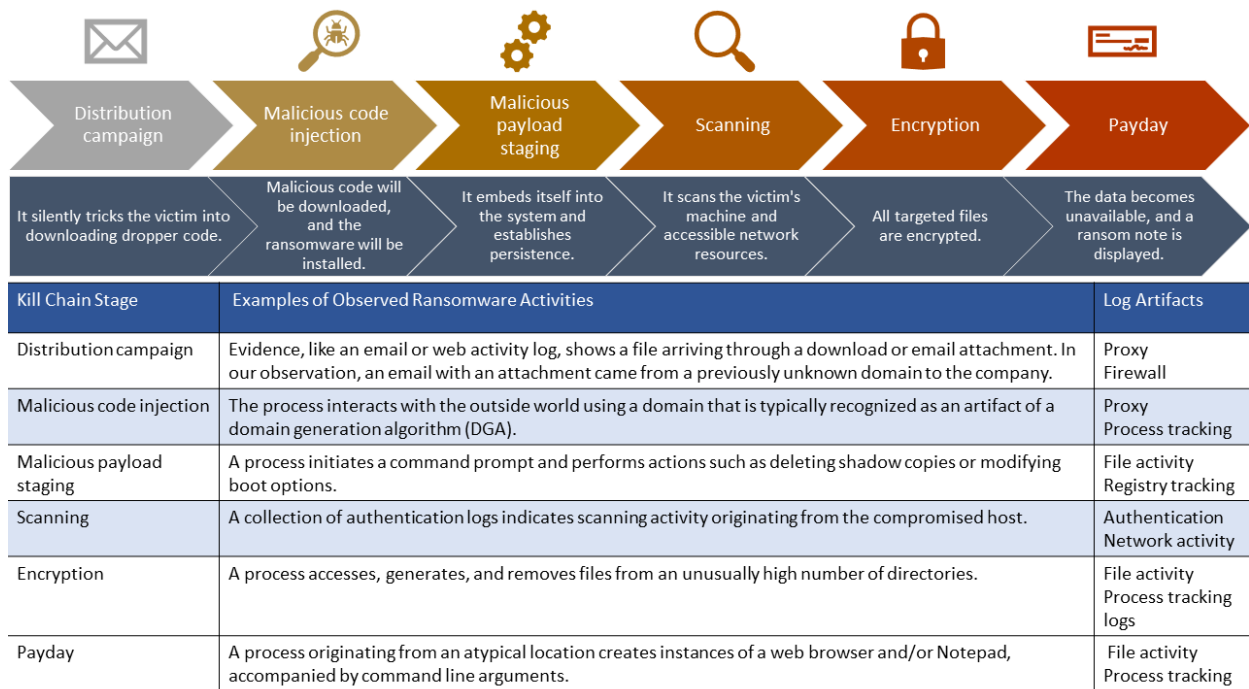 Distribution
campaign
Malicious code
injection
Malicious
payload
staging
Scanning
Encryption
Payday
It silently tricks the victim into
downloading dropper code.
Malicious code will
be downloaded,
and the
ransomware will be
installed.
It embeds itself into
the system and
establishes
persistence.
It scans the victim's
machine and
accessible network
resources.
All targeted files
are encrypted.
The data becomes
unavailable, and a
ransom note is
displayed.
Kill Chain Stage
Examples of Observed Ransomware Activities
Log Artifacts
Distribution campaign
Evidence, like an email or web activity log, shows a file arriving through a download or email attachment. In
our observation, an email with an attachment came from a previously unknown domain to the company.
Proxy
Firewall
Malicious code injection
The process interacts with the outside world using a domain that is typically recognized as an artifact of a
domain generation algorithm (DGA).
Proxy
Process tracking
Malicious payload
staging
A process initiates a command prompt and performs actions such as deleting shadow copies or modifying
boot options.
File activity
Registry tracking
Scanning
A collection of authentication logs indicates scanning activity originating from the compromised host.
Authentication
Network activity
Encryption
A process accesses, generates, and removes files from an unusually high number of directories.
File activity
Process tracking
logs
Payday
A process originating from an atypical location creates instances of a web browser and/or Notepad,
accompanied by command line arguments.
File activity
Process tracking